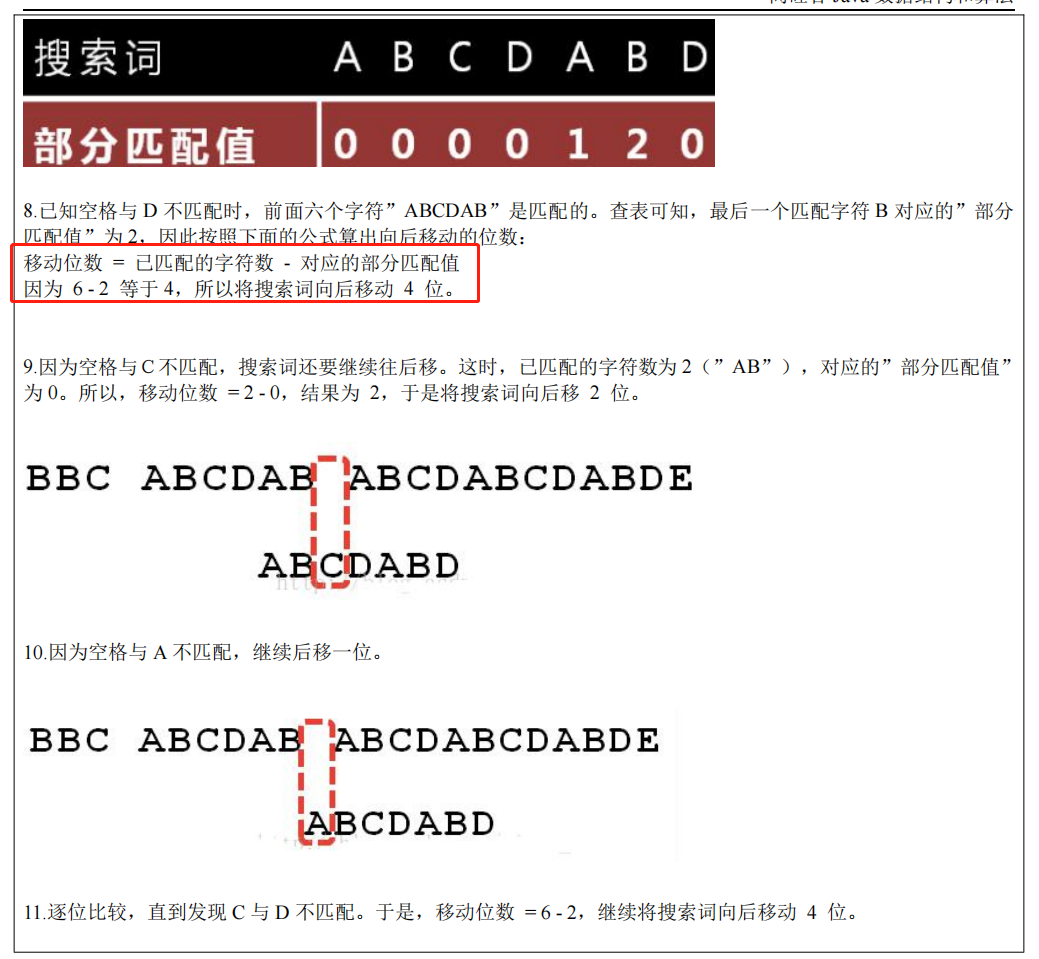 搜索词 A B C D A B D
部分匹配值 0 0 0 0 1 2 0
8.已知空格与 D 不匹配时，前面六个字符”ABCDAB”是匹配的。查表可知，最后一个匹配字符 B 对应的”部分
匹配值”为 2，因此按照下面的公式算出向后移动的位数：
移动位数 = 已匹配的字符数 - 对应的部分匹配值
因为 6 - 2 等于 4，所以将搜索词向后移动 4 位。
9.因为空格与 C 不匹配，搜索词还要继续往后移。这时，已匹配的字符数为 2（”AB”），对应的”部分匹配值”
为 0。所以，移动位数 = 2 - 0，结果为 2，于是将搜索词向后移 2 位。
BBC ABCDAB ABCDABCDABDE
ABCDABD
10.因为空格与 A 不匹配，继续后移一位。
BBC ABCDAB ABCDABCDABDE
ABCDABD
11.逐位比较，直到发现 C 与 D 不匹配。于是，移动位数 = 6 - 2，继续将搜索词向后移动 4 位。